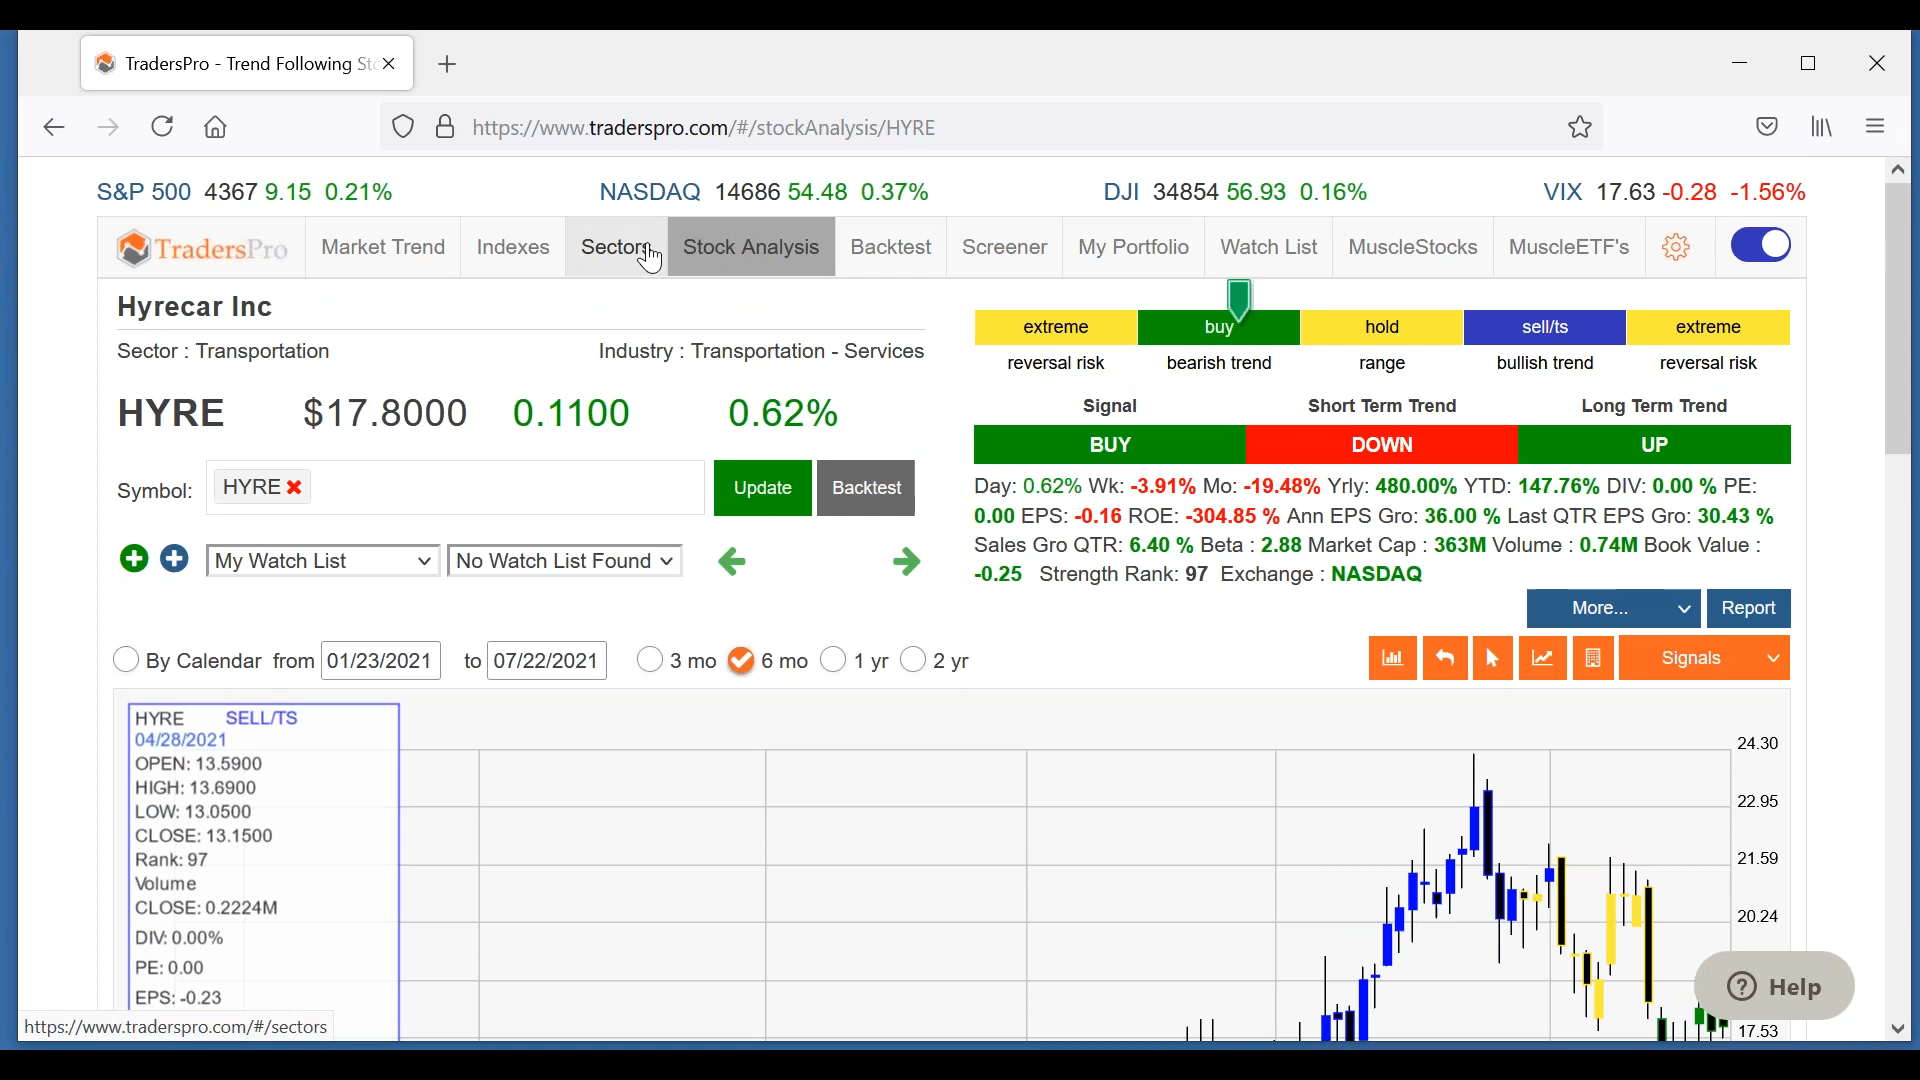 TradersPro - Trend Following St
https://www.traderspro.com/#/stockAnalysis/HYRE
S&P 500 4367 9.15 0.21% NASDAQ 14686 54.48 0.37% DJI 34854 56.93 0.16% VIX 17.63 -0.28 -1.56%
TradersPro Market Trend Indexes Sectors Stock Analysis Backtest Screener My Portfolio Watch List MuscleStocks MuscleETF's
Hyrecar Inc
Sector : Transportation Industry : Transportation - Services
HYRE $17.8000 0.1100 0.62%
Symbol: HYRE Update Backtest
My Watch List No Watch List Found
extreme buy hold sell/ts extreme
reversal risk bearish trend range bullish trend reversal risk
Signal Short Term Trend Long Term Trend
BUY DOWN UP
Day: 0.62% Wk: -3.91% Mo: -19.48% Yrly: 480.00% YTD: 147.76% DIV: 0.00 % PE:
0.00 EPS: -0.16 ROE: -304.85 % Ann EPS Gro: 36.00 % Last QTR EPS Gro: 30.43 %
Sales Gro QTR: 6.40 % Beta : 2.88 Market Cap : 363M Volume : 0.74M Book Value :
-0.25 Strength Rank: 97 Exchange : NASDAQ
More... Report
By Calendar from 01/23/2021 to 07/22/2021 3 mo 6 mo 1 yr 2 yr Signals
HYRE SELL/TS
04/28/2021
OPEN: 13.5900
HIGH: 13.6900
LOW: 13.0500
CLOSE: 13.1500
Rank: 97
Volume
CLOSE: 0.2224M
DIV: 0.00%
PE: 0.00
EPS: -0.23
24.30
22.95
21.59
20.24
17.53
Help
https://www.traderspro.com/#/sectors